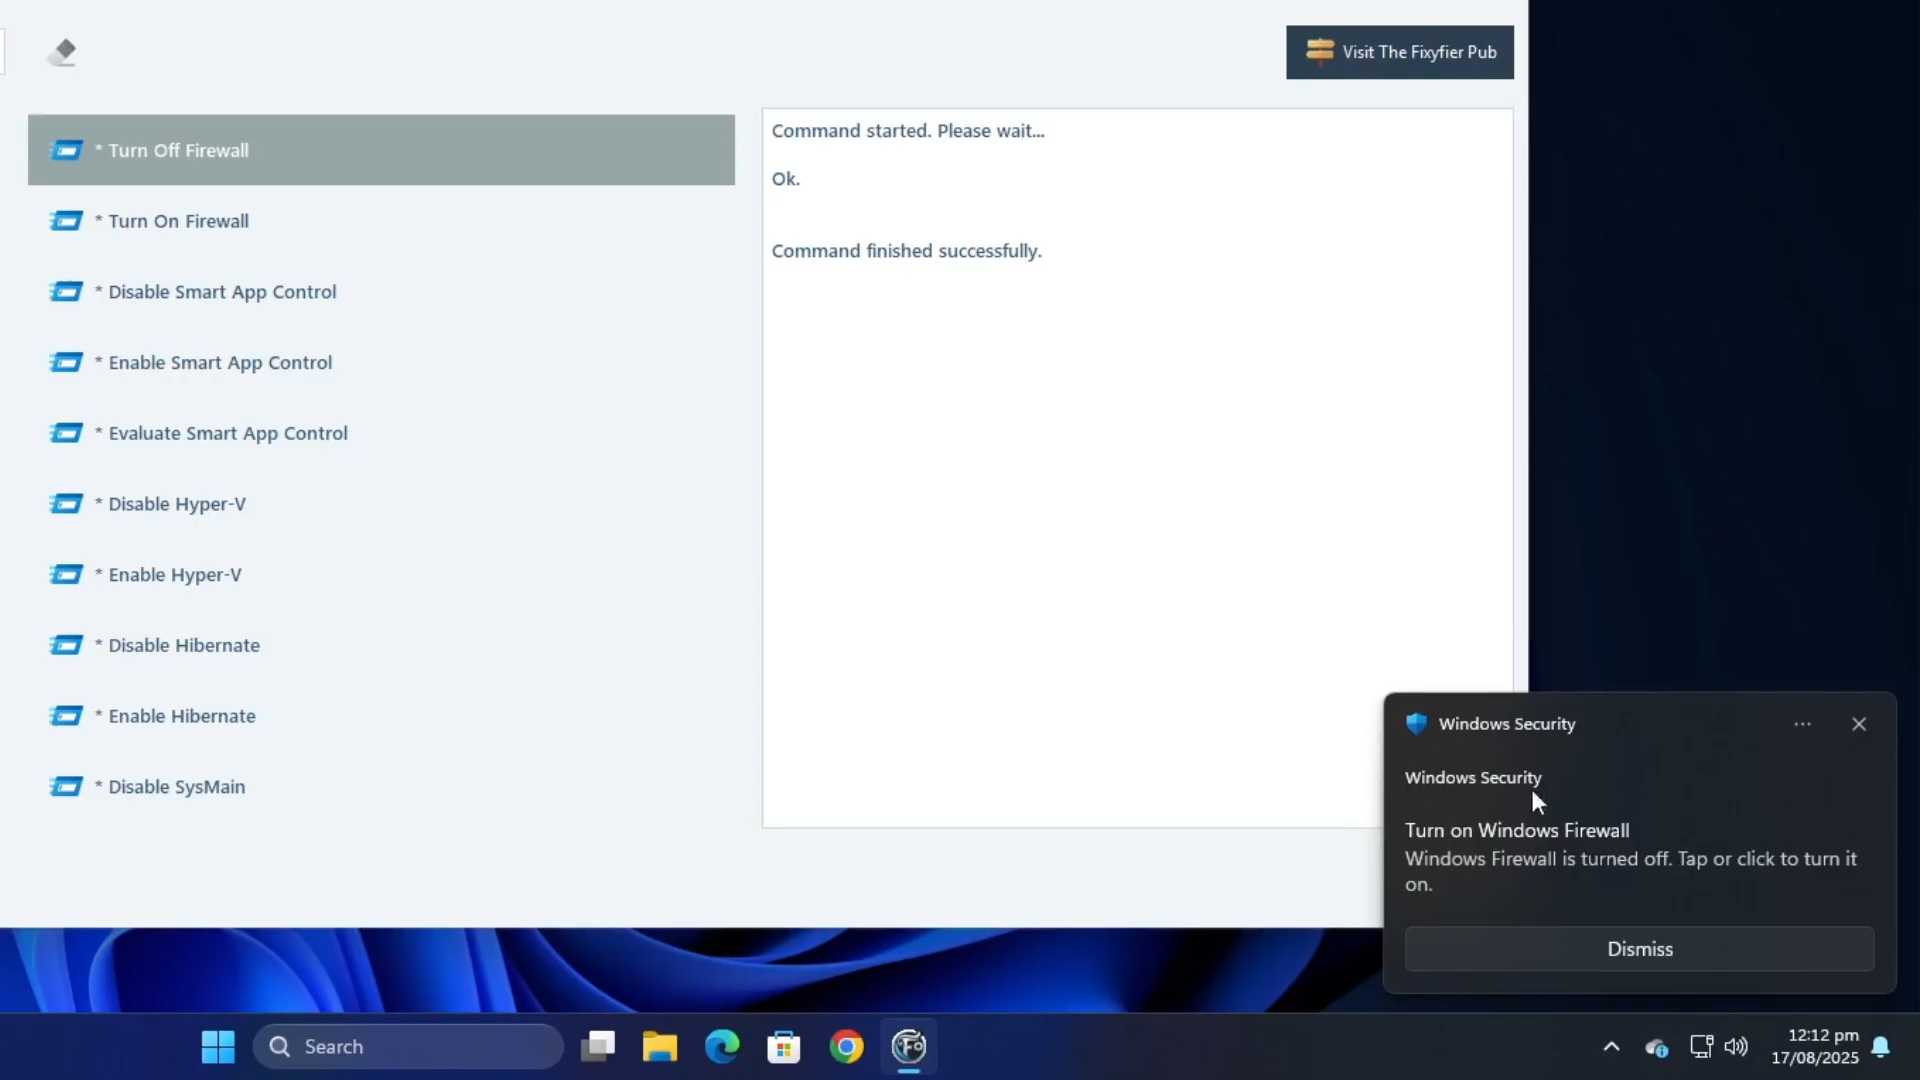 Visit The Fixyfier Pub
* Turn Off Firewall
* Turn On Firewall
* Disable Smart App Control
* Enable Smart App Control
* Evaluate Smart App Control
* Disable Hyper-V
* Enable Hyper-V
* Disable Hibernate
* Enable Hibernate
* Disable SysMain
Command started. Please wait...
Ok.
Command finished successfully.
Windows Security
Windows Security
Turn on Windows Firewall
Windows Firewall is turned off. Tap or click to turn it
on.
Dismiss
Search
12:12 pm
17/08/2025